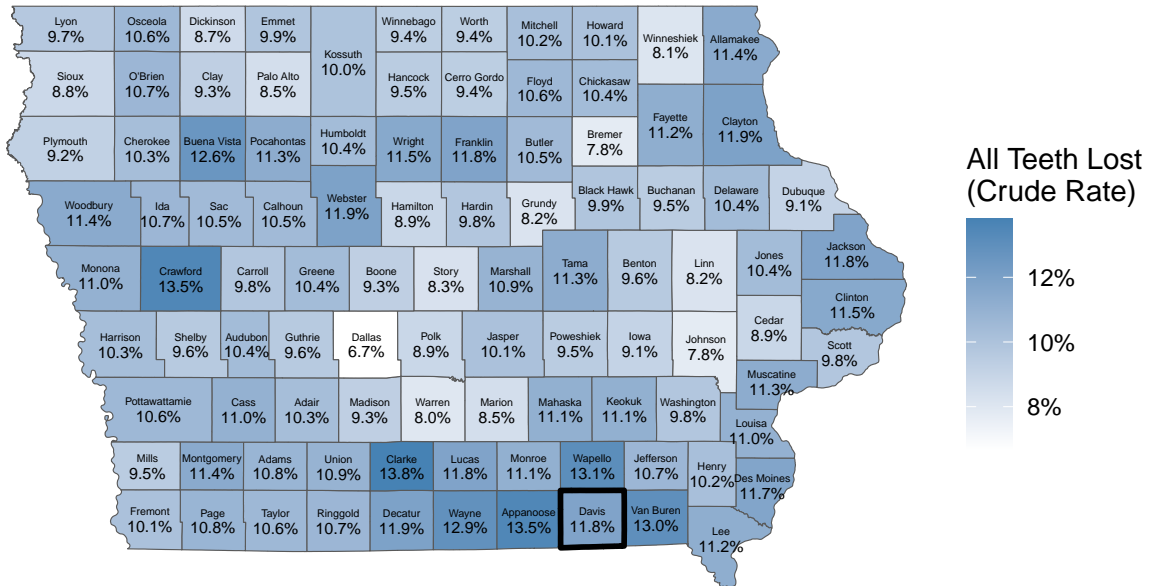 Lyon
9.7%
Osceola
10.6%
Dickinson
8.7%
Emmet
9.9%
Kossuth
10.0%
Winnebago
9.4%
Worth
9.4%
Mitchell
10.2%
Howard
10.1%
Winneshiek
8.1%
Allamakee
11.4%
Sioux
8.8%
O'Brien
10.7%
Clay
9.3%
Palo Alto
8.5%
Hancock
9.5%
Cerro Gordo
9.4%
Floyd
10.6%
Chickasaw
10.4%
Fayette
11.2%
Clayton
11.9%
Plymouth
9.2%
Cherokee
10.3%
Buena Vista
12.6%
Pocahontas
11.3%
Humboldt
10.4%
Wright
11.5%
Franklin
11.8%
Butler
10.5%
Bremer
7.8%
Woodbury
11.4%
Ida
10.7%
Sac
10.5%
Calhoun
10.5%
Webster
11.9%
Hamilton
8.9%
Hardin
9.8%
Grundy
8.2%
Black Hawk
9.9%
Buchanan
9.5%
Delaware
10.4%
Dubuque
9.1%
Monona
11.0%
Crawford
13.5%
Carroll
9.8%
Greene
10.4%
Boone
9.3%
Story
8.3%
Marshall
10.9%
Tama
11.3%
Benton
9.6%
Linn
8.2%
Jones
10.4%
Jackson
11.8%
Clinton
11.5%
Harrison
10.3%
Shelby
9.6%
Audubon
10.4%
Guthrie
9.6%
Dallas
6.7%
Polk
8.9%
Jasper
10.1%
Poweshiek
9.5%
Iowa
9.1%
Johnson
7.8%
Cedar
8.9%
Scott
9.8%
Muscatine
11.3%
Pottawattamie
10.6%
Cass
11.0%
Adair
10.3%
Madison
9.3%
Warren
8.0%
Marion
8.5%
Mahaska
11.1%
Keokuk
11.1%
Washington
9.8%
Louisa
11.0%
Mills
9.5%
Montgomery
11.4%
Adams
10.8%
Union
10.9%
Clarke
13.8%
Lucas
11.8%
Monroe
11.1%
Wapello
13.1%
Jefferson
10.7%
Henry
10.2%
Des Moines
11.7%
Fremont
10.1%
Page
10.8%
Taylor
10.6%
Ringgold
10.7%
Decatur
11.9%
Wayne
12.9%
Appanoose
13.5%
Davis
11.8%
Van Buren
13.0%
Lee
11.2%
All Teeth Lost
(Crude Rate)
12%
10%
8%